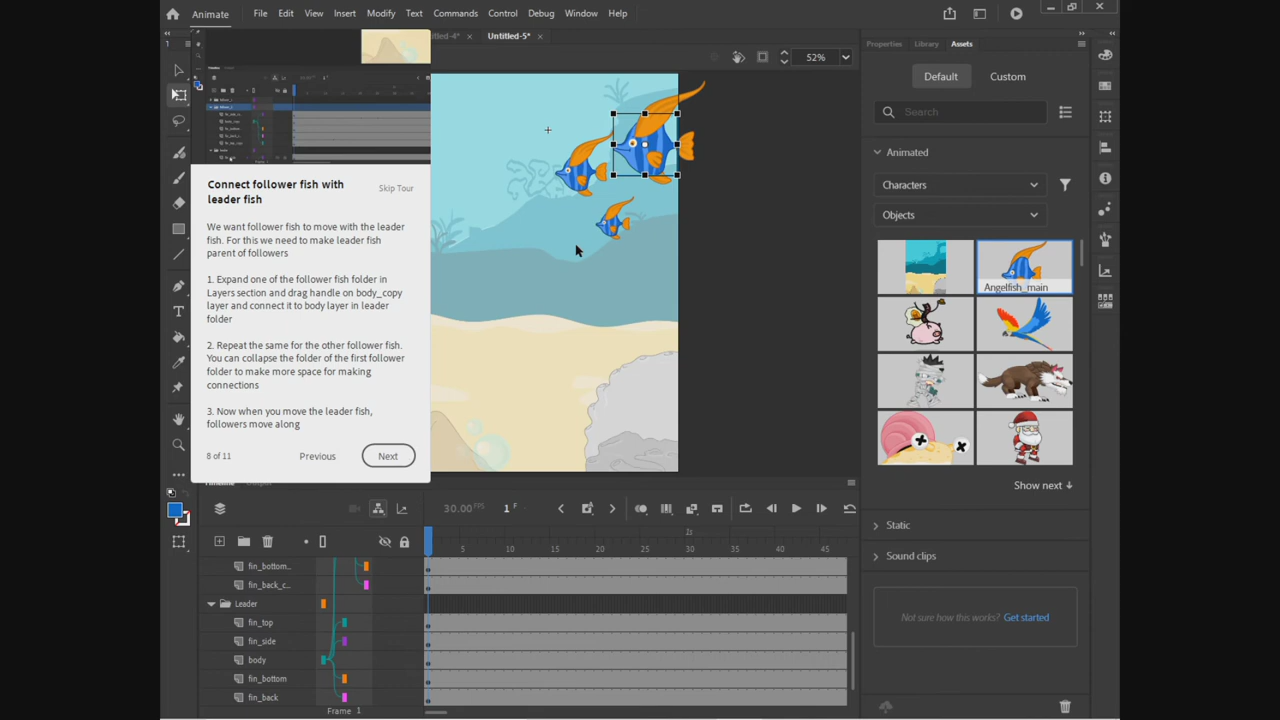 Animate File Edit View Insert Modify Text Commands Control Debug Window Help
Untitled-5*
52%
Properties Library Assets
Default Custom
Search
Animated
Characters
Objects
Angelfish_main
Show next
Static
Sound clips
Not sure how this works? Get started
Connect follower fish with
leader fish
Skip Tour
We want follower fish to move with the leader
fish. For this we need to make leader fish
parent of followers
1. Expand one of the follower fish folder in
Layers section and drag handle on body_copy
layer and connect it to body layer in leader
folder
2. Repeat the same for the other follower fish.
You can collapse the folder of the first follower
folder to make more space for making
connections
3. Now when you move the leader fish,
followers move along
8 of 11 Previous Next
30.00 FPS 1 F
1s
5 10 15 20 25 30 35 40 45
fin_bottom...
fin_back_c...
Leader
fin_top
fin_side
body
fin_bottom
fin_back
Frame 1